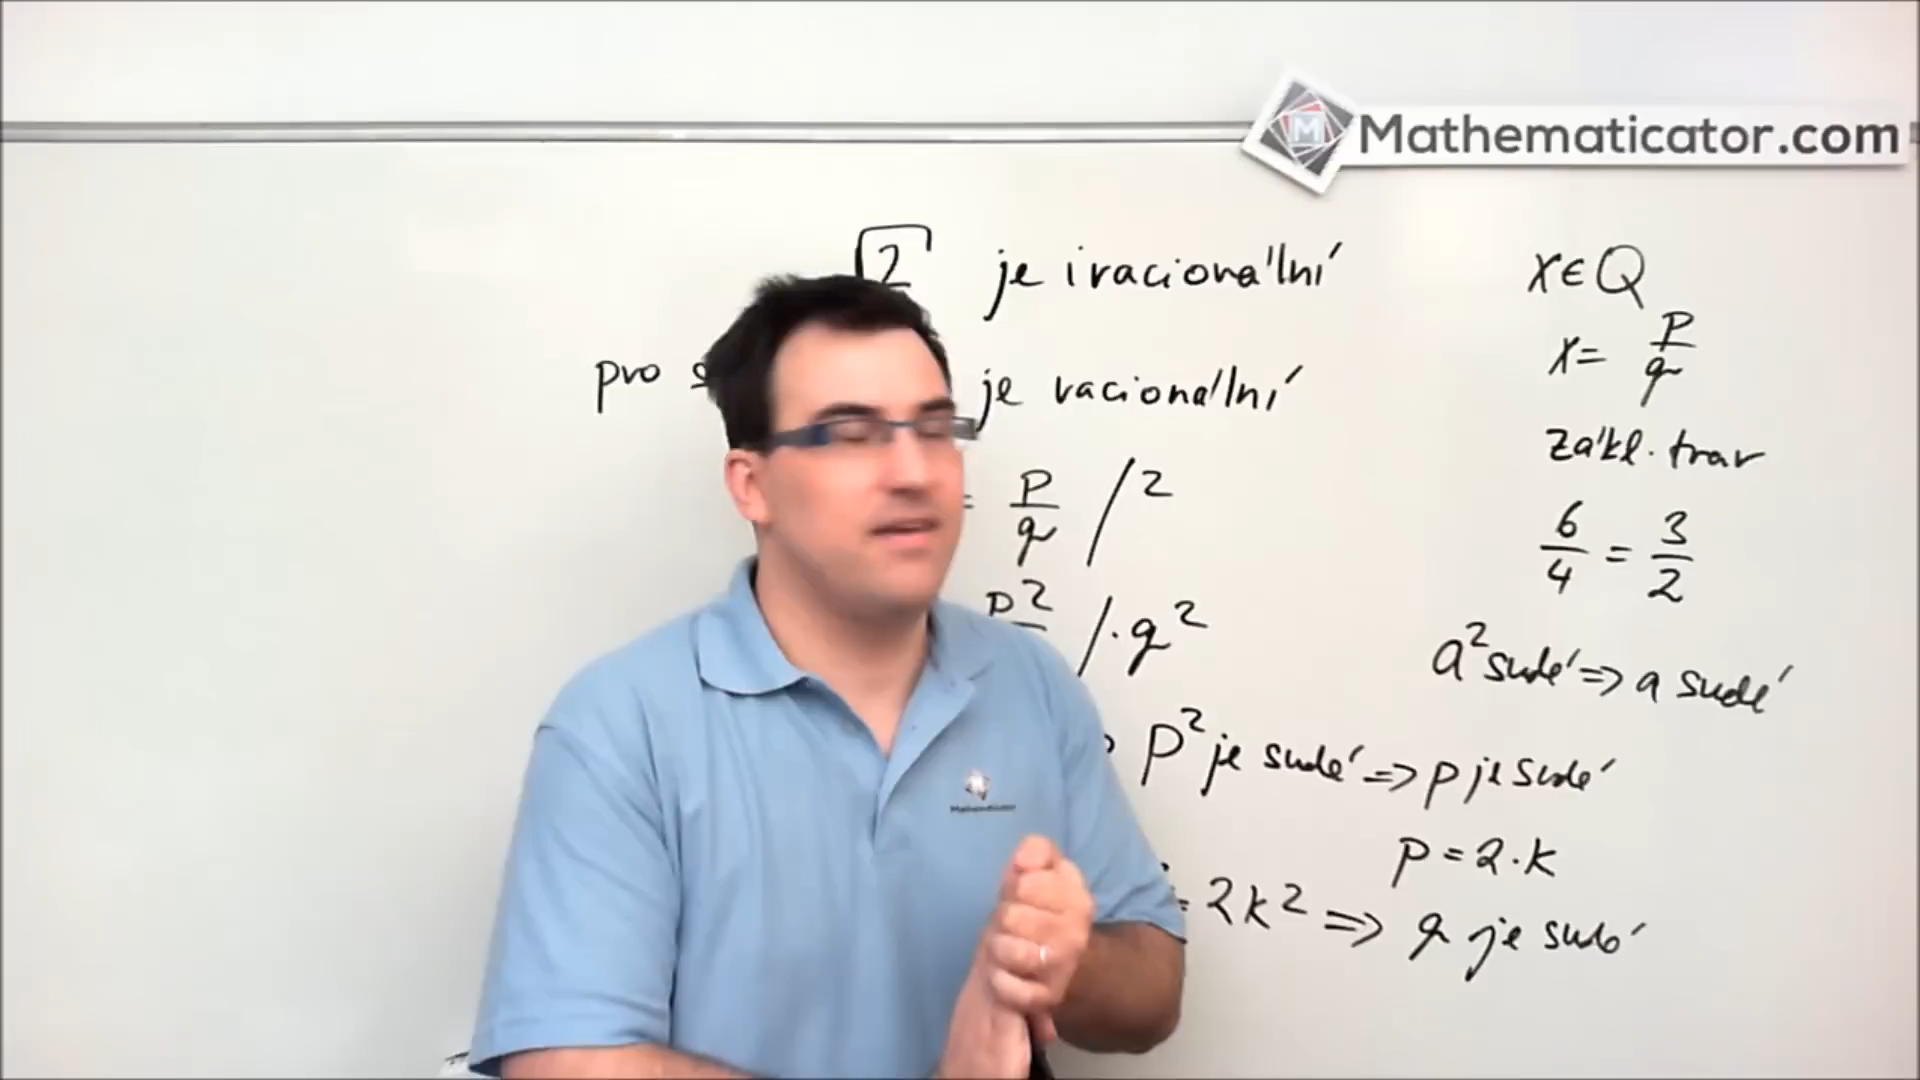 Mathematicator.com
√2 je iracionální
pro je racionální
= p/q /²
p² /·q²
p² je sudé => p je sudé
= 2k² => q je sudé
x∈Q
x= p/q
zákl. tvar
6/4 = 3/2
a² sudé => a sudé
p = 2·k
Mathematicator